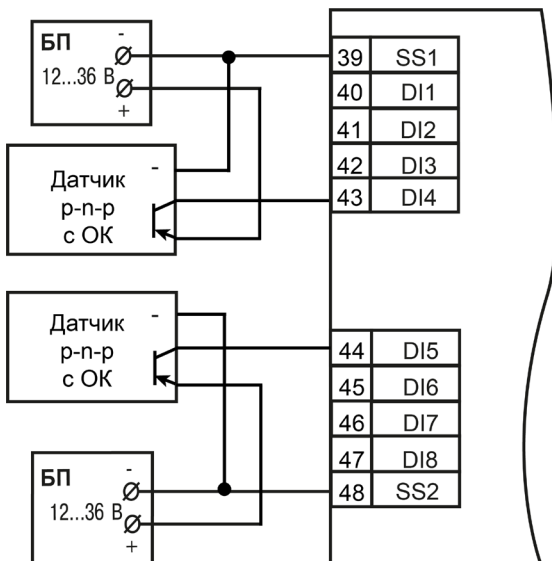 БП
-
12...36 В
+
Датчик
p-n-p
с ОК
-
39 SS1
40 DI1
41 DI2
42 DI3
43 DI4
Датчик
p-n-p
с ОК
-
44 DI5
45 DI6
46 DI7
47 DI8
48 SS2
БП
-
12...36 В
+